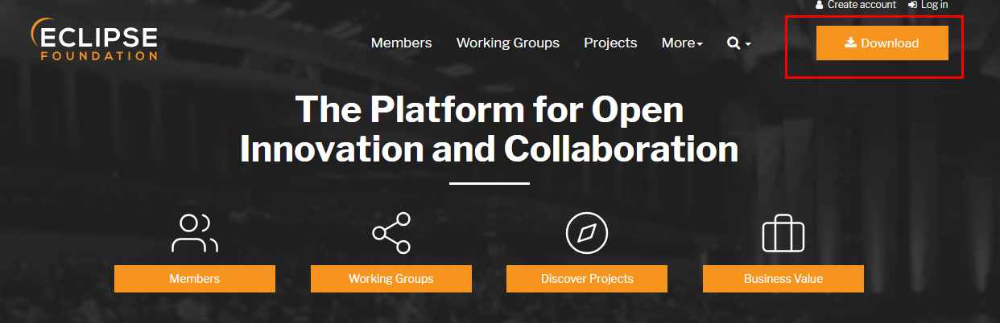 Create account Log in
ECLIPSE
FOUNDATION
Members Working Groups Projects More
Download
The Platform for Open
Innovation and Collaboration
Members Working Groups Discover Projects Business Value